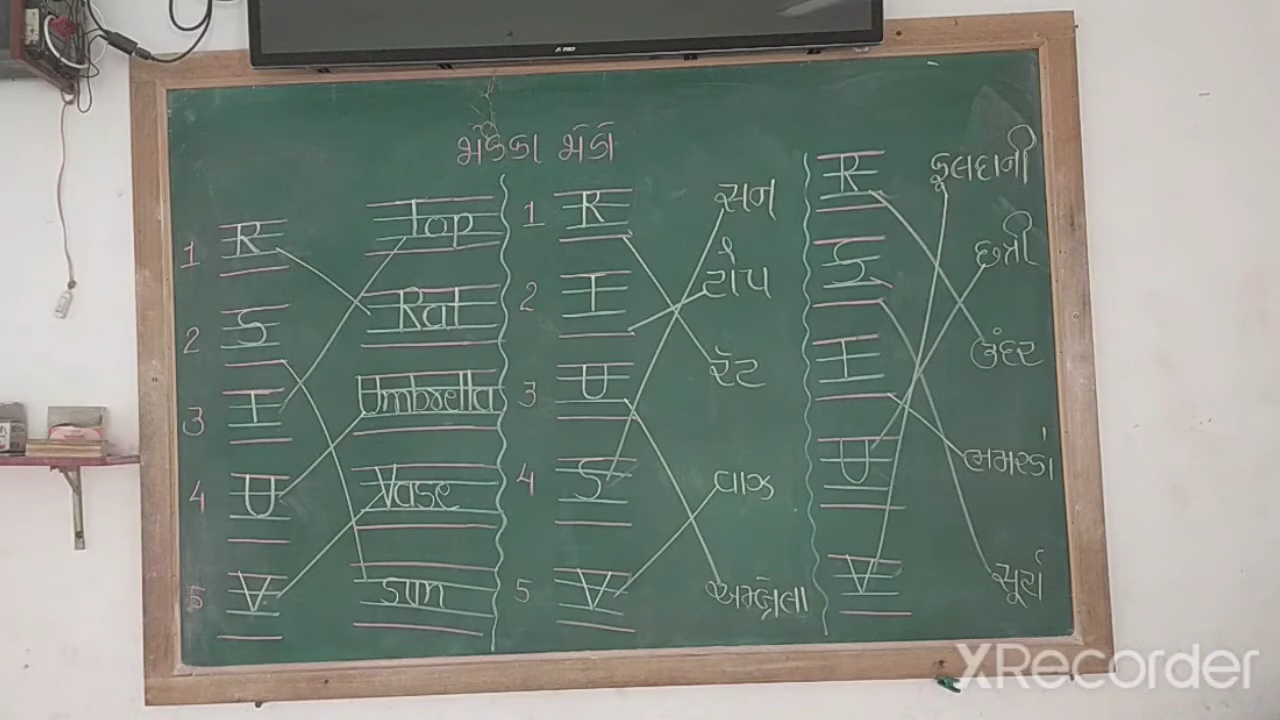 જોડકા જોડો
1 R Top
2 S Rat
3 T Umbrella
4 U Vase
5 V Sun
1 R સન
2 T ટોપ
3 U રેટ
4 S વાઝ
5 V અમ્બ્રેલા
R ફૂલદાની
S છત્રી
T ઉંદર
U ભમરડો
V સૂર્ય
XRecorder